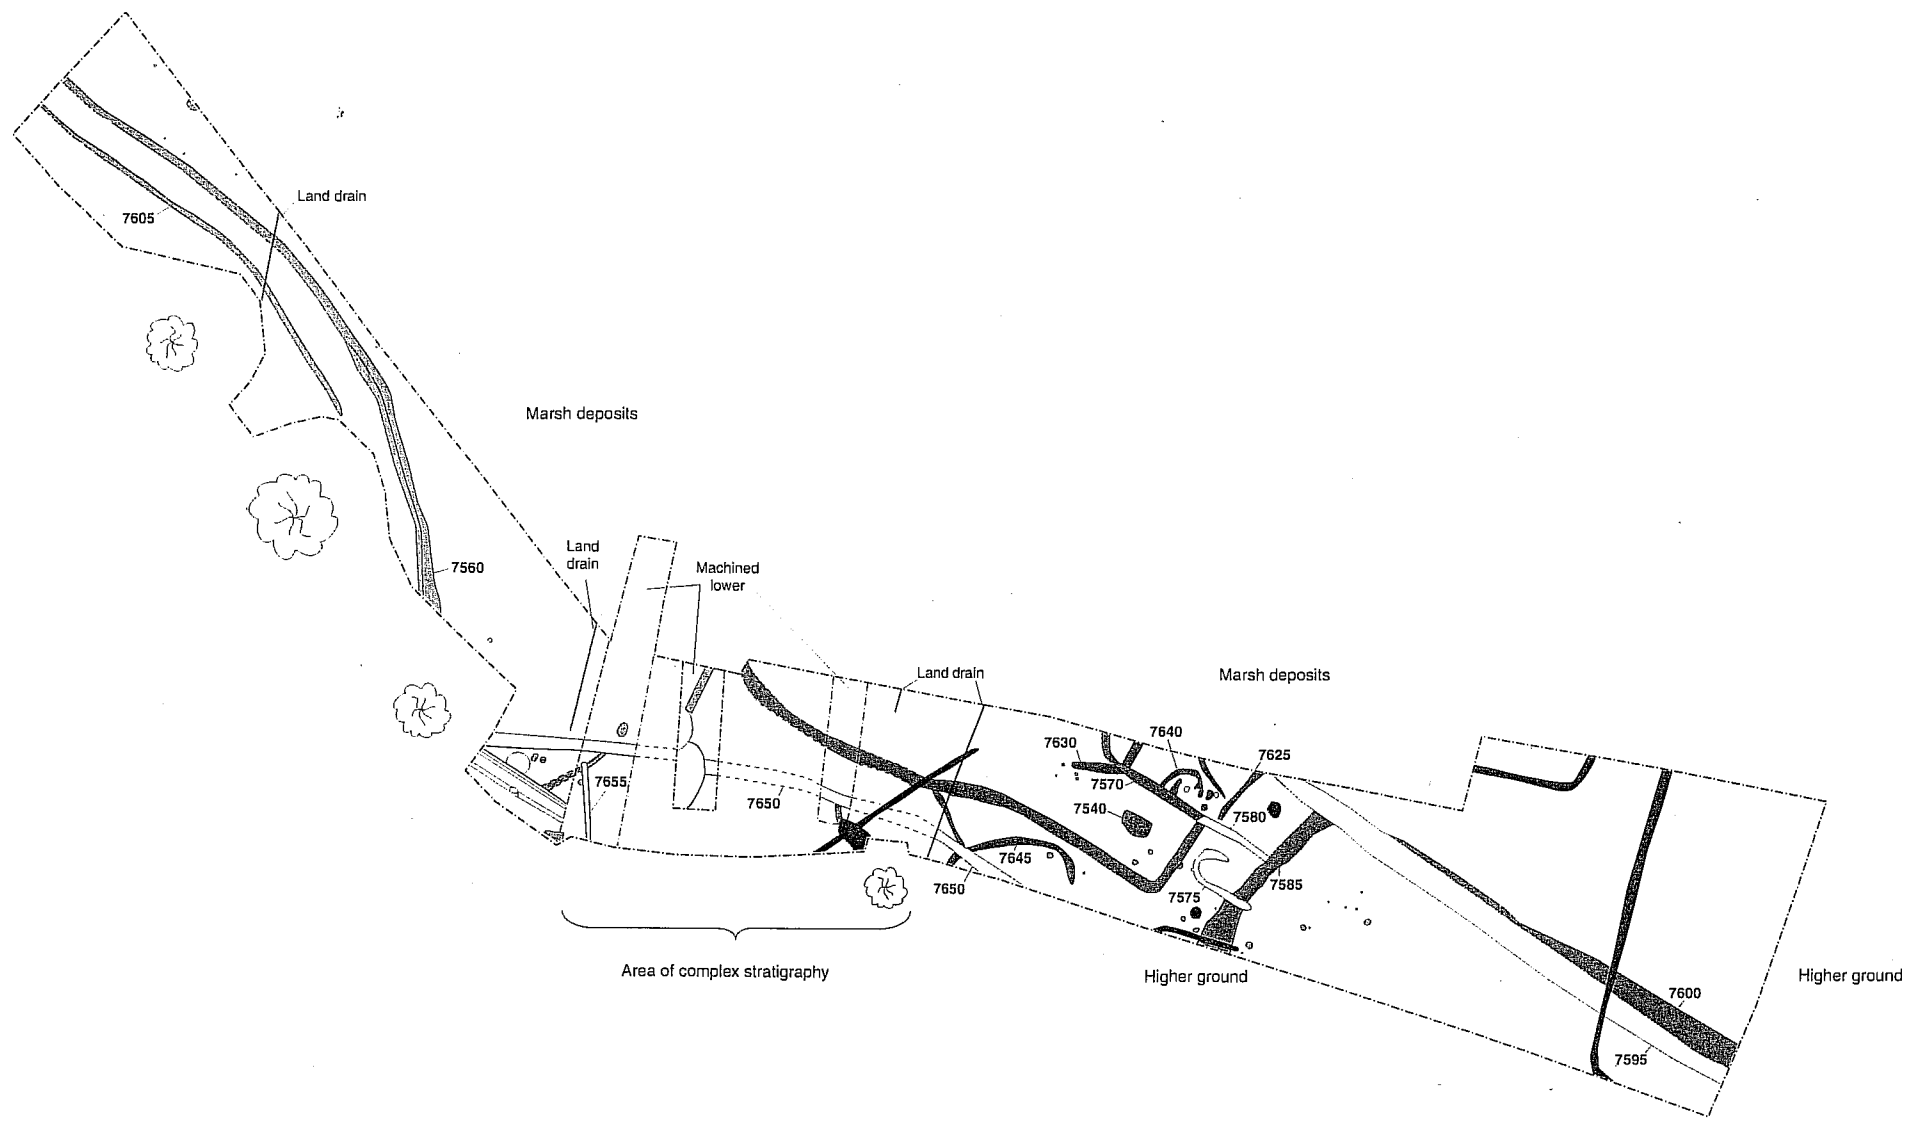 Land drain
7605
Marsh deposits
Land
drain
Machined
lower
7560
Land drain
Marsh deposits
7630
7640
7625
7570
7655
7650
7540
7580
7645
7585
7650
7575
Area of complex stratigraphy
Higher ground
Higher ground
7600
7595